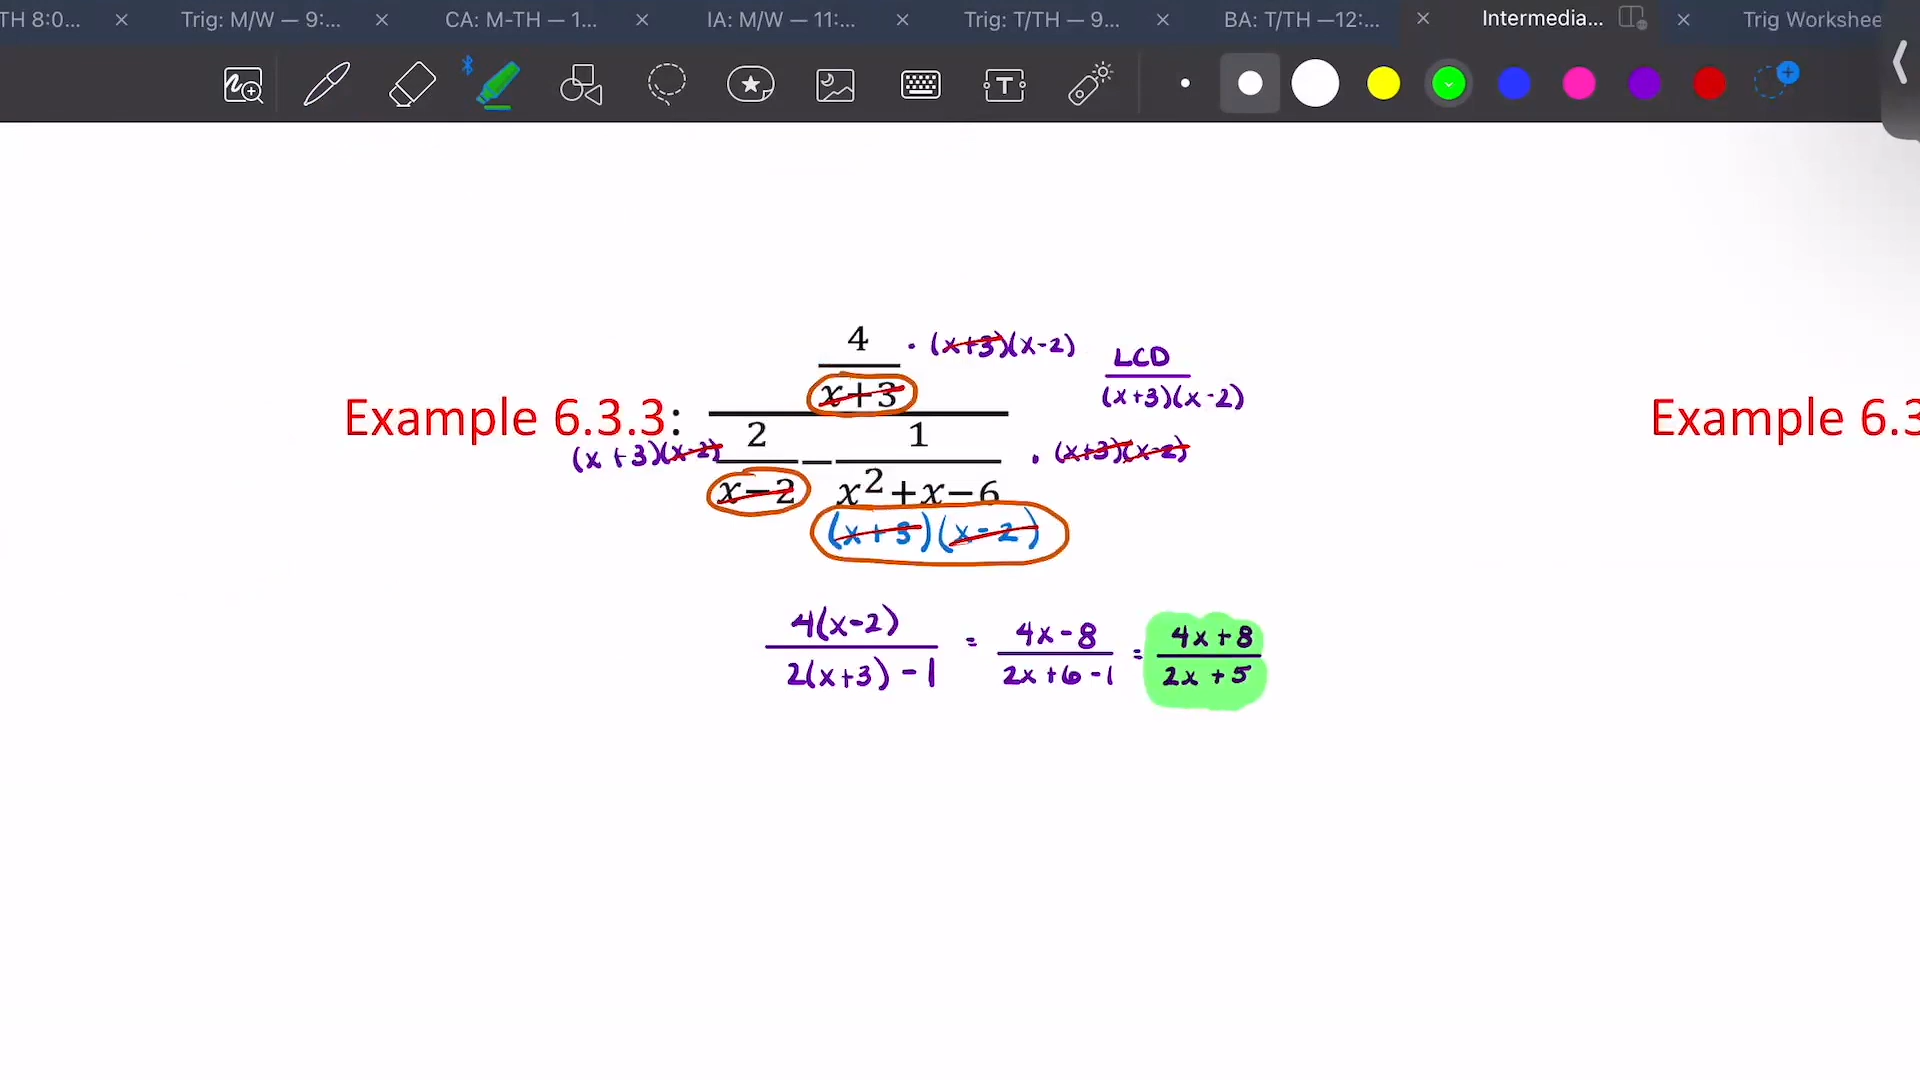 TH 8:0... Trig: M/W — 9:... CA: M-TH — 1... IA: M/W — 11:... Trig: T/TH — 9... BA: T/TH —12:... Intermedia... Trig Workshee
4 · (x+3)(x-2) LCD
x+3 (x+3)(x-2)
Example 6.3.3: Example 6.3
(x+3)(x-2) 2 – 1 · (x+3)(x-2)
x−2 x²+x−6
(x+3)(x-2)
4(x-2) = 4x-8 = 4x+8
2(x+3)-1 2x+6-1 2x+5